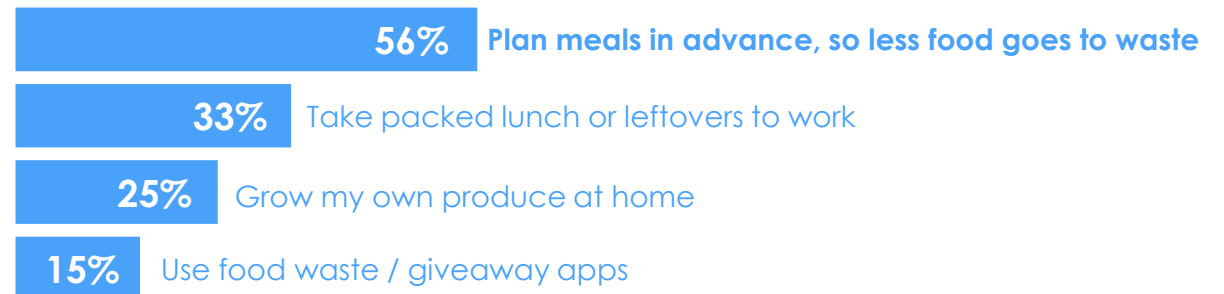 56% Plan meals in advance, so less food goes to waste
33% Take packed lunch or leftovers to work
25% Grow my own produce at home
15% Use food waste / giveaway apps